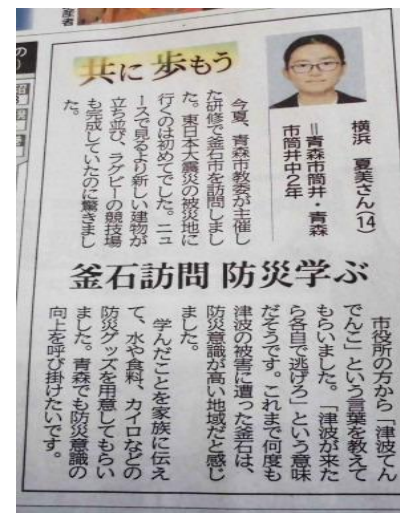 共に歩もう
横浜　夏美さん(14)
＝青森市筒井・青森
市筒井中2年
今夏、青森市教委が主催し
た研修で釜石市を訪問しまし
た。東日本大震災の被災地に
行くのは初めてでした。ニュ
ースで見るより新しい建物が
立ち並び、ラグビーの競技場
も完成していたのに驚きまし
た。
釜石訪問 防災学ぶ
市役所の方から「津波てん
でんこ」という言葉を教えて
もらいました。「津波が来た
ら各自で逃げろ」という意味
だそうです。これまで何度も
津波の被害に遭った釜石は、
防災意識が高い地域だと感じ
ました。
学んだことを家族に伝え
て、水や食料、カイロなどの
防災グッズを用意してもらい
ました。青森でも防災意識の
向上を呼び掛けたいです。